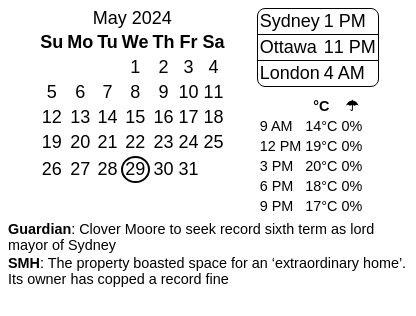 May 2024
Su Mo Tu We Th Fr Sa
1 2 3 4
5 6 7 8 9 10 11
12 13 14 15 16 17 18
19 20 21 22 23 24 25
26 27 28 29 30 31
Sydney 1 PM
Ottawa 11 PM
London 4 AM
°C ☂
9 AM 14°C 0%
12 PM 19°C 0%
3 PM 20°C 0%
6 PM 18°C 0%
9 PM 17°C 0%
Guardian: Clover Moore to seek record sixth term as lord
mayor of Sydney
SMH: The property boasted space for an ‘extraordinary home’.
Its owner has copped a record fine